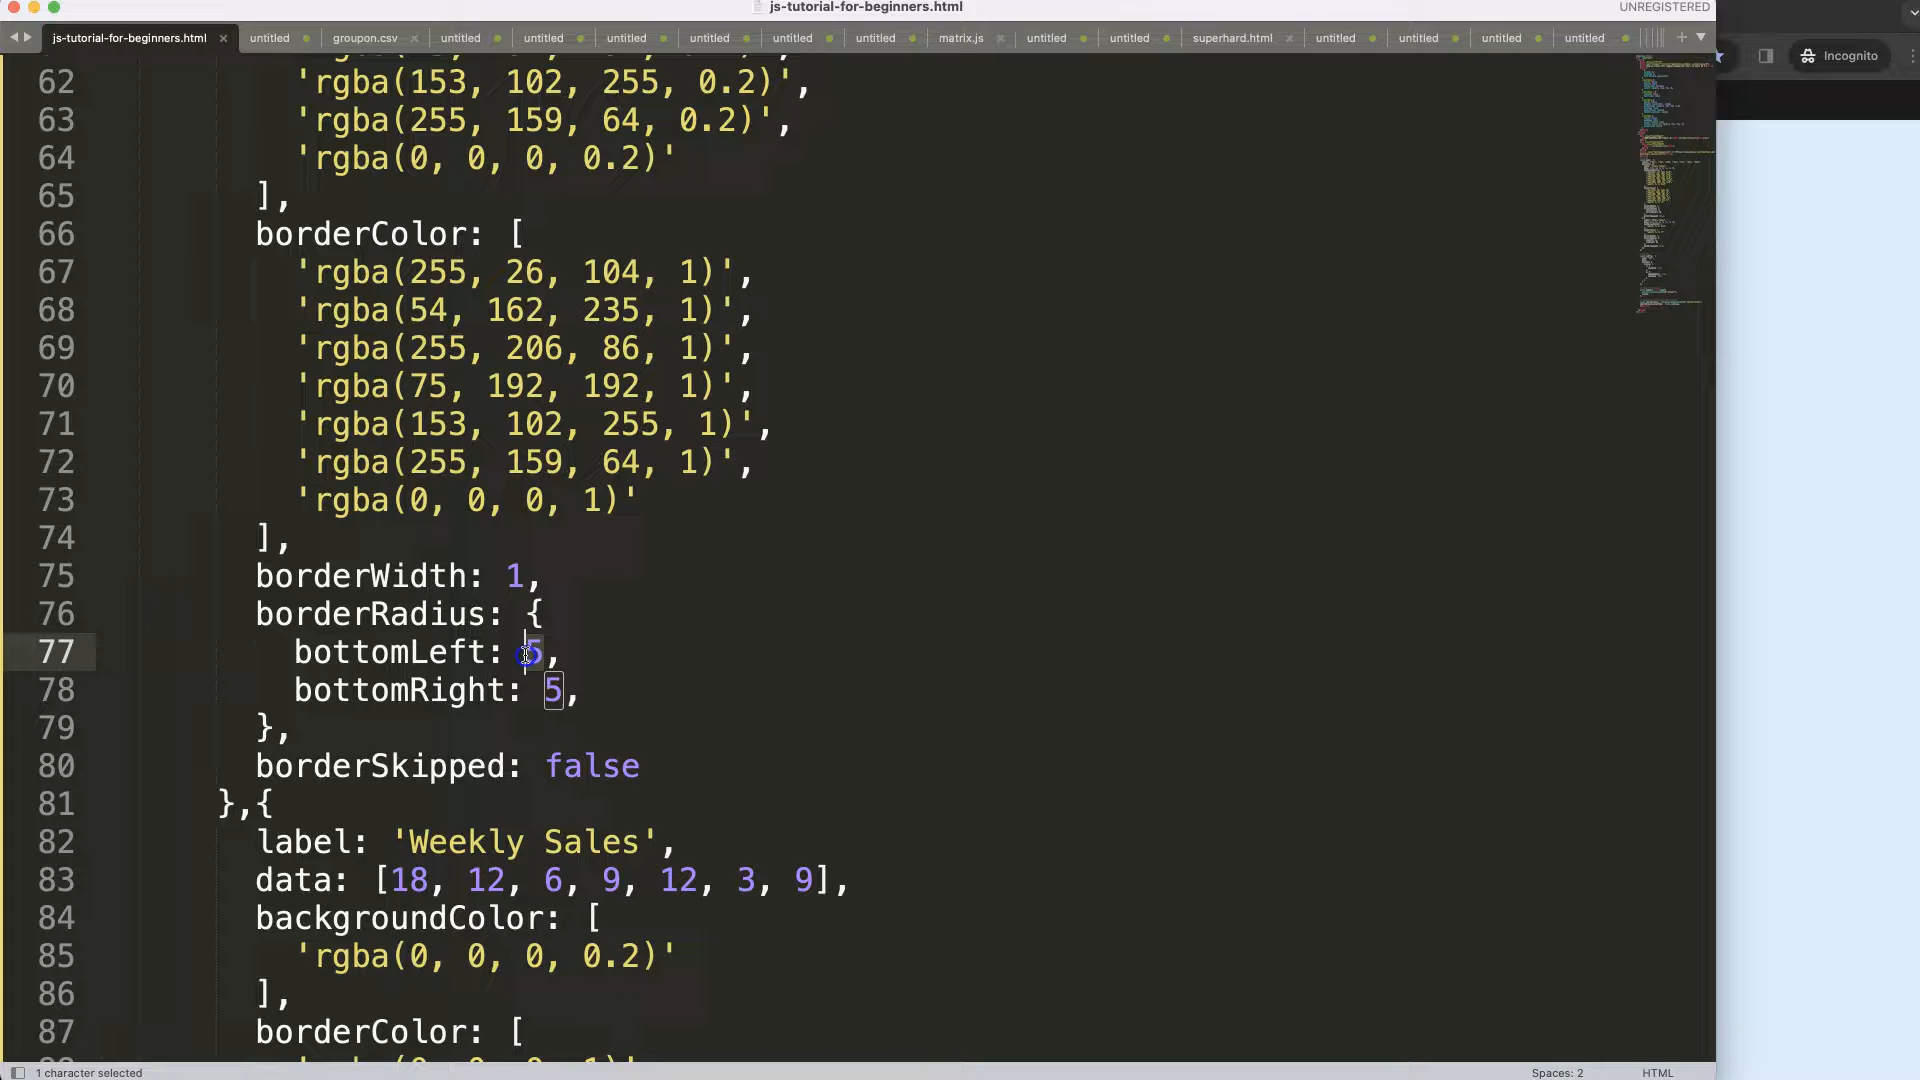 js-tutorial-for-beginners.html
UNREGISTERED
js-tutorial-for-beginners.html untitled groupon.csv untitled untitled untitled untitled untitled untitled matrix.js untitled untitled superhard.html untitled untitled untitled untitled
Incognito
62 'rgba(153, 102, 255, 0.2)',
63 'rgba(255, 159, 64, 0.2)',
64 'rgba(0, 0, 0, 0.2)'
65 ],
66 borderColor: [
67 'rgba(255, 26, 104, 1)',
68 'rgba(54, 162, 235, 1)',
69 'rgba(255, 206, 86, 1)',
70 'rgba(75, 192, 192, 1)',
71 'rgba(153, 102, 255, 1)',
72 'rgba(255, 159, 64, 1)',
73 'rgba(0, 0, 0, 1)'
74 ],
75 borderWidth: 1,
76 borderRadius: {
77 bottomLeft: 5,
78 bottomRight: 5,
79 },
80 borderSkipped: false
81 },{
82 label: 'Weekly Sales',
83 data: [18, 12, 6, 9, 12, 3, 9],
84 backgroundColor: [
85 'rgba(0, 0, 0, 0.2)'
86 ],
87 borderColor: [
1 character selected
Spaces: 2
HTML